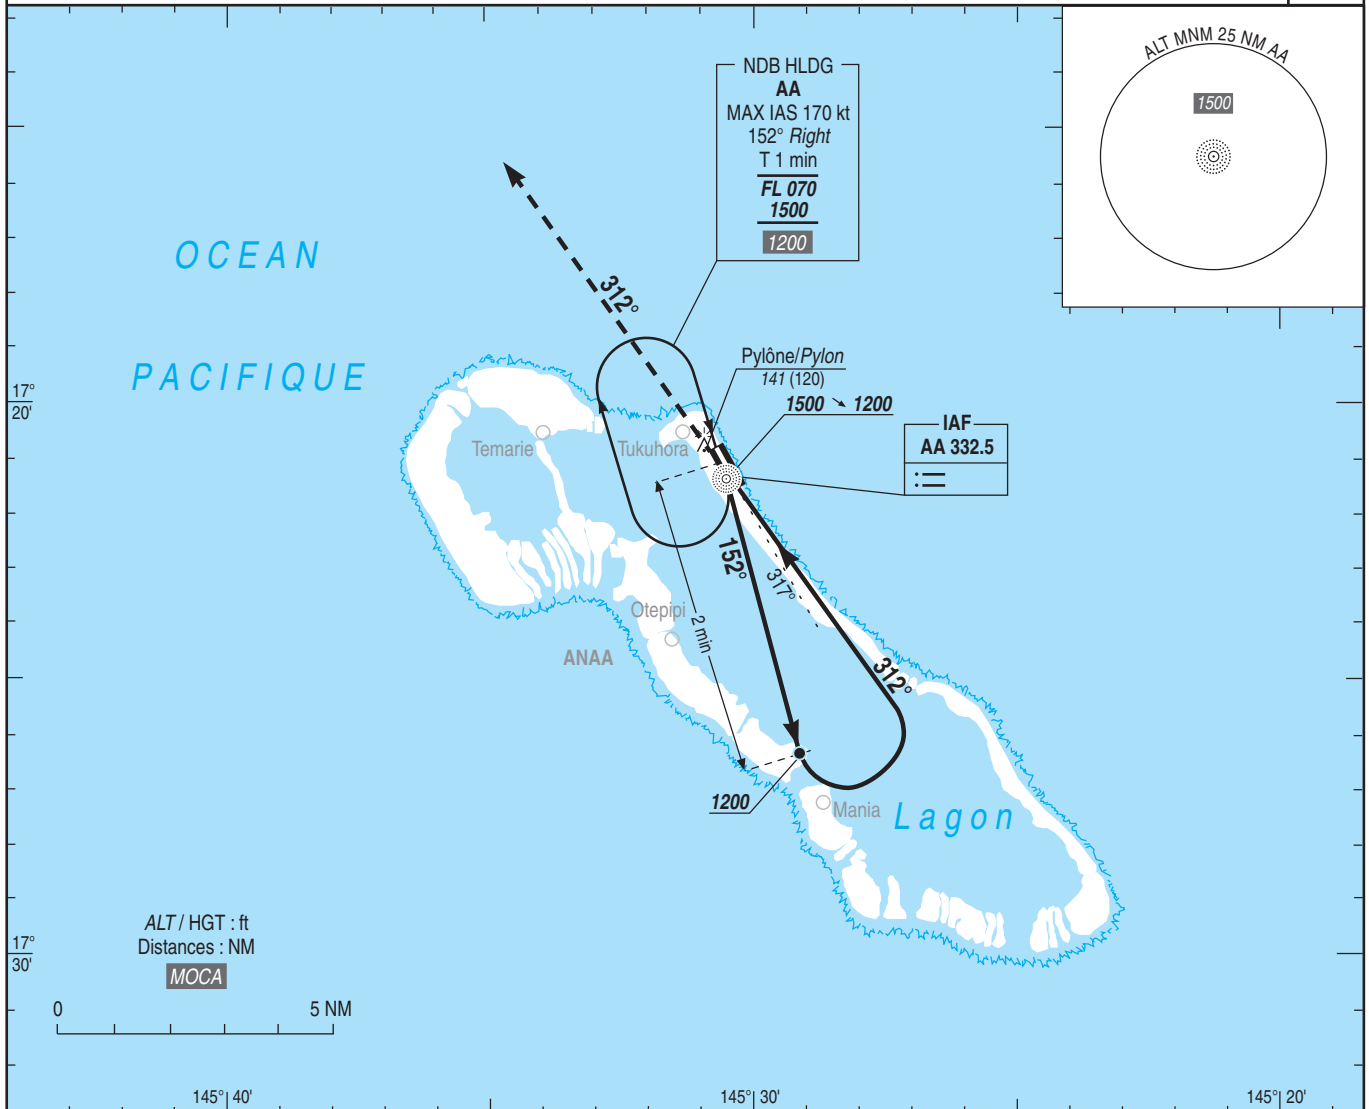 ALT MNM 25 NM AA
1500
NDB HLDG
AA
MAX IAS 170 kt
152° Right
T 1 min
FL 070
1500
1200
OCEAN
PACIFIQUE
312°
Pylône/Pylon
141 (120)
1500 ↘ 1200
IAF
AA 332.5
17°
20'
Temarie
Tukuhora
152°
317°
Otepipi
2 min
ANAA
312°
1200
Mania
Lagon
ALT / HGT : ft
Distances : NM
MOCA
17°
30'
0 5 NM
145° 40' 145° 30' 145° 20'